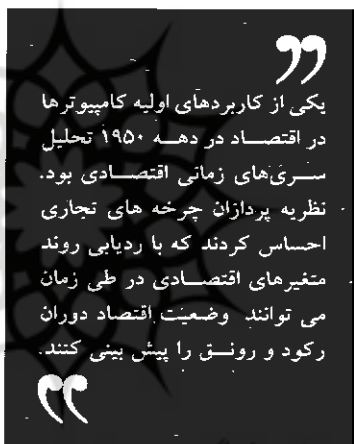 یکی از کاربردهای اولیه کامپیوترها
در اقتصاد در دهه ۱۹۵۰ تحلیل
سری‌های زمانی اقتصادی بود.
نظریه پردازان چرخه های تجاری
احساس کردند که با ردیابی روند
متغیرهای اقتصادی در طی زمان
می توانند وضعیت اقتصاد دوران
رکود و رونق را پیش بینی کنند.